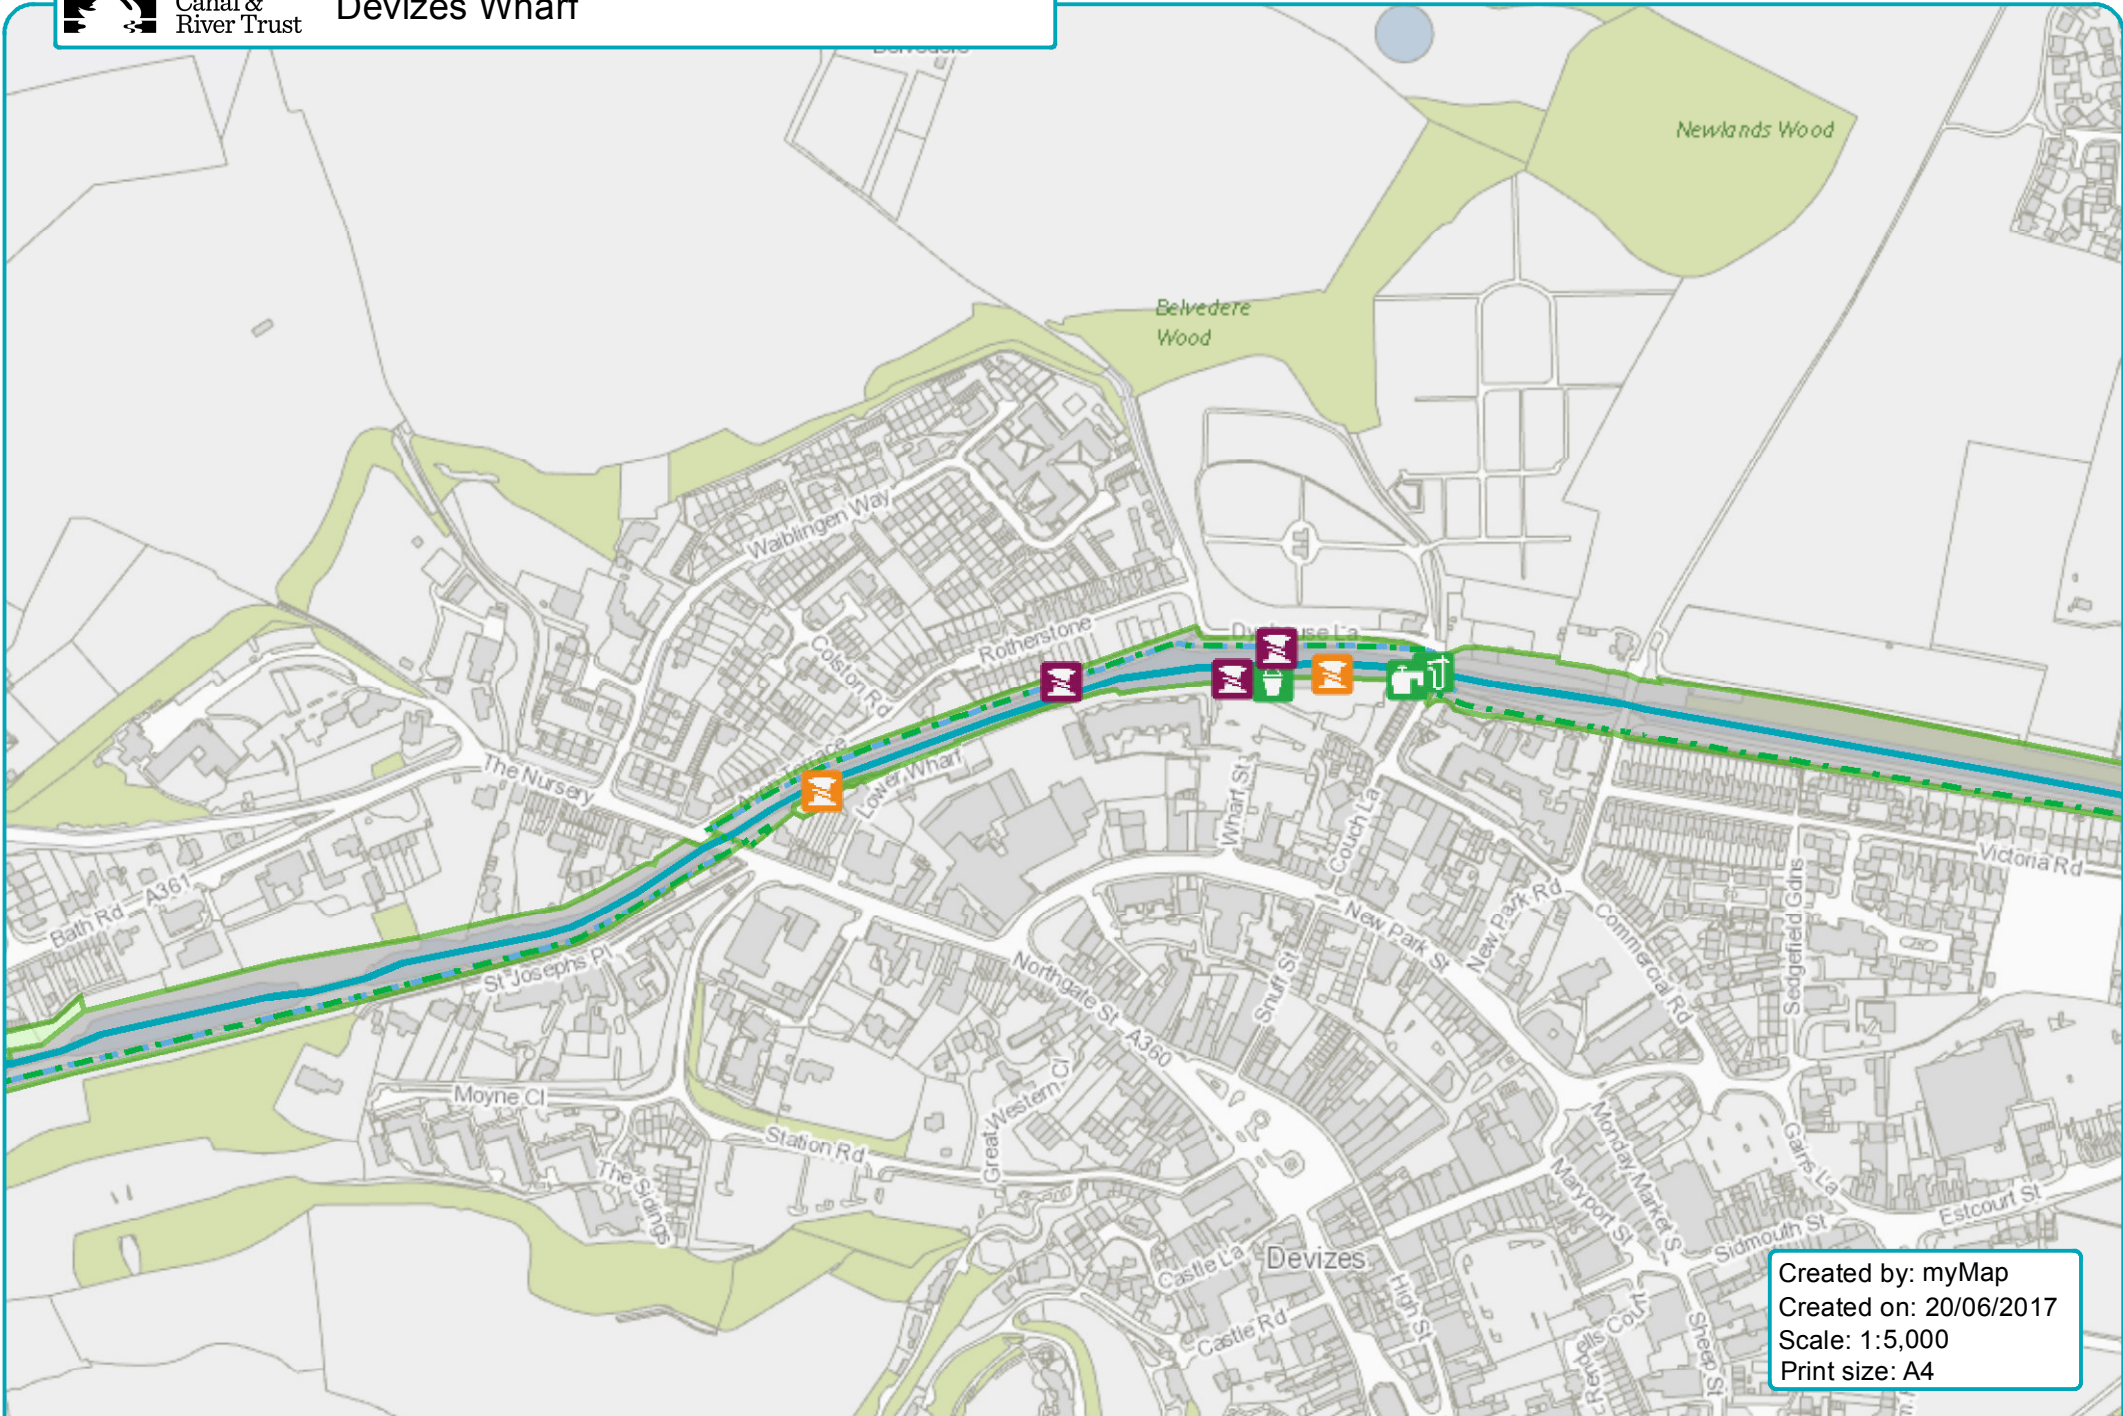 Canal &
River Trust
Devizes Wharf
Newlands Wood
Belvedere
Wood
Waiblingen Way
Colston Rd
Rotherstone
The Nursery
Lower Wharf
Wharf St
Couch La
Victoria Rd
Bath Rd - A361
St Josephs Pl
New Park St
New Park Rd
Commercial Rd
Sedgefield Gdns
Northgate St - A360
Snuff St
Moyne Cl
Great Western Cl
Station Rd
The Sidings
Monday Market S
Maryport St
Gains La
Estcourt St
Sidmouth St
Castle La
Devizes
Castle Rd
High St
Sheep St
Created by: myMap
Created on: 20/06/2017
Scale: 1:5,000
Print size: A4